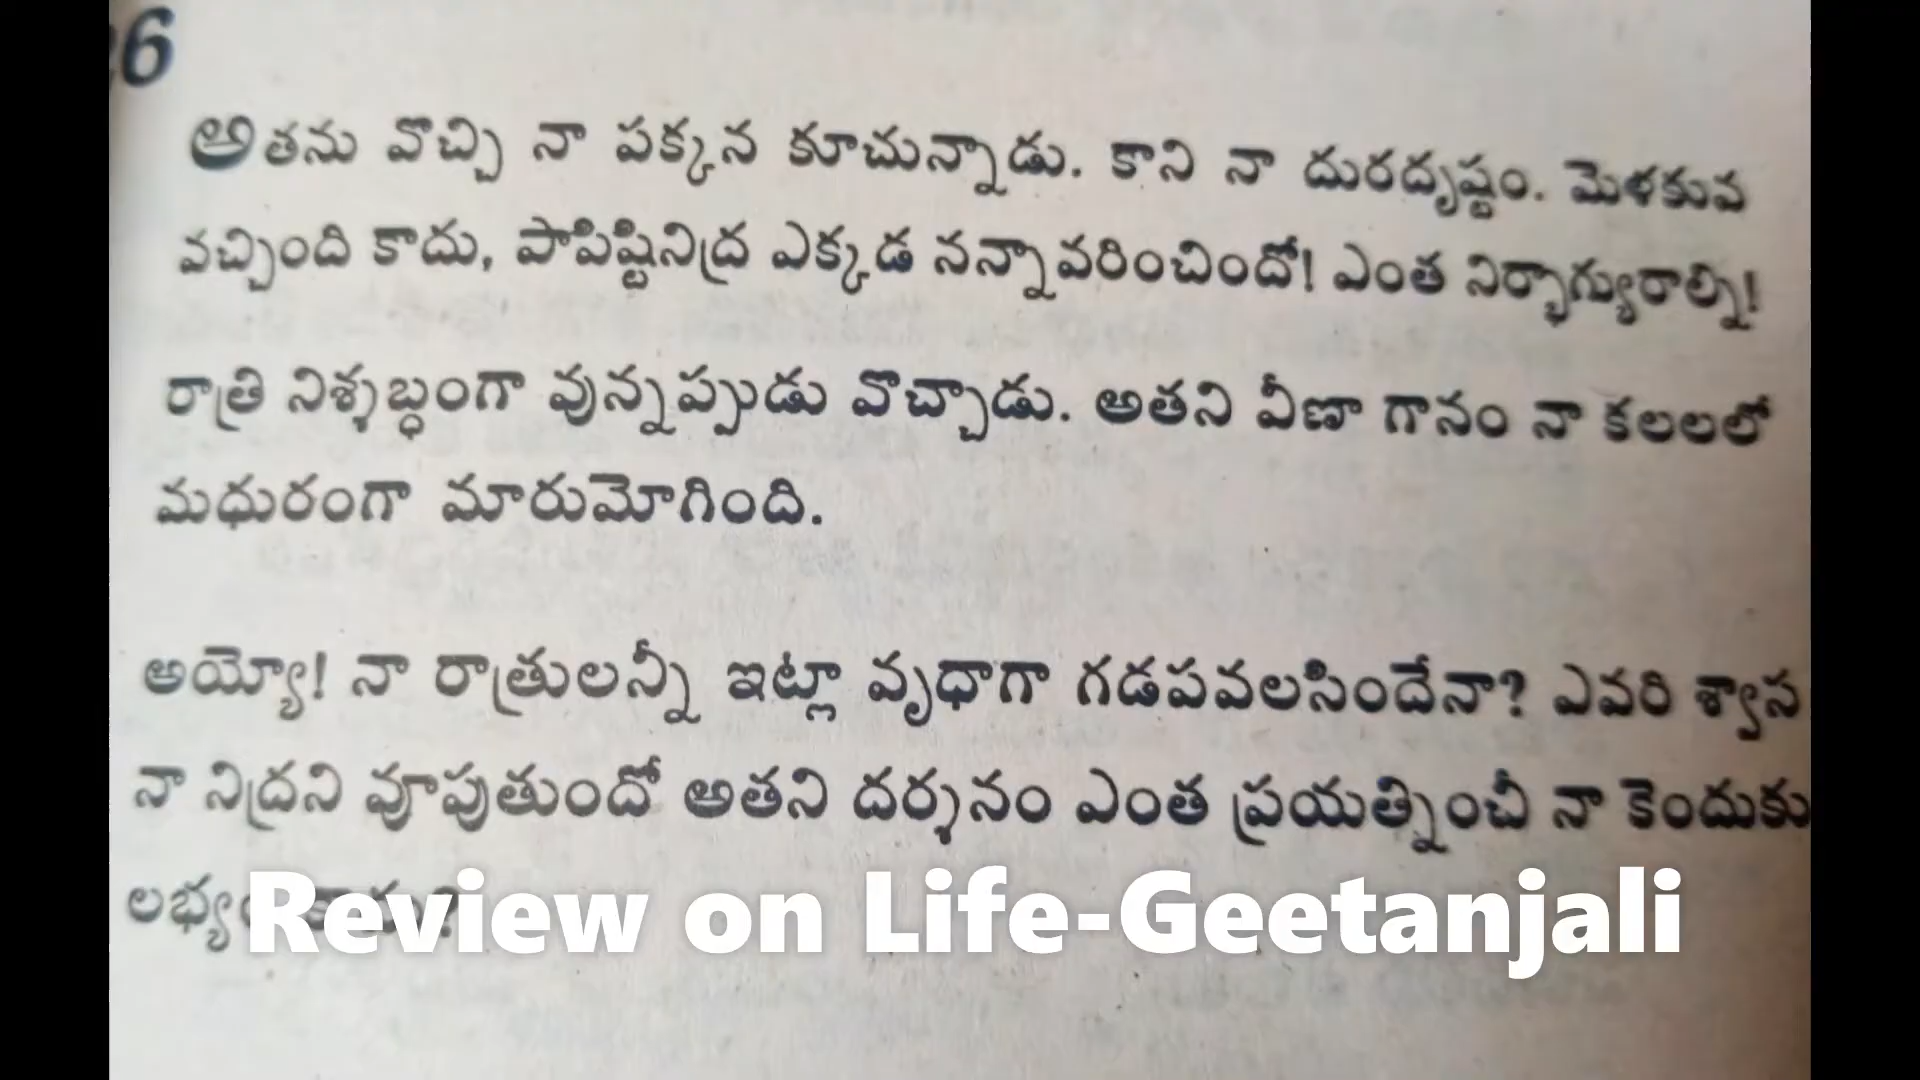 26
అతను వొచ్చి నా పక్కన కూచున్నాడు. కాని నా దురదృష్టం. మెళకువ
వచ్చింది కాదు, పాపిష్టినిద్ర ఎక్కడ నన్నావరించిందో! ఎంత నిర్భాగ్యురాల్ని!
రాత్రి నిశ్శబ్ధంగా వున్నప్పుడు వొచ్చాడు. అతని వీణా గానం నా కలలలో
మధురంగా మారుమోగింది.
అయ్యో! నా రాత్రులన్నీ ఇట్లా వృధాగా గడపవలసిందేనా? ఎవరి శ్వాస
నా నిద్రని వూపుతుందో అతని దర్శనం ఎంత ప్రయత్నించీ నా కెందుకు
Review on Life-Geetanjali